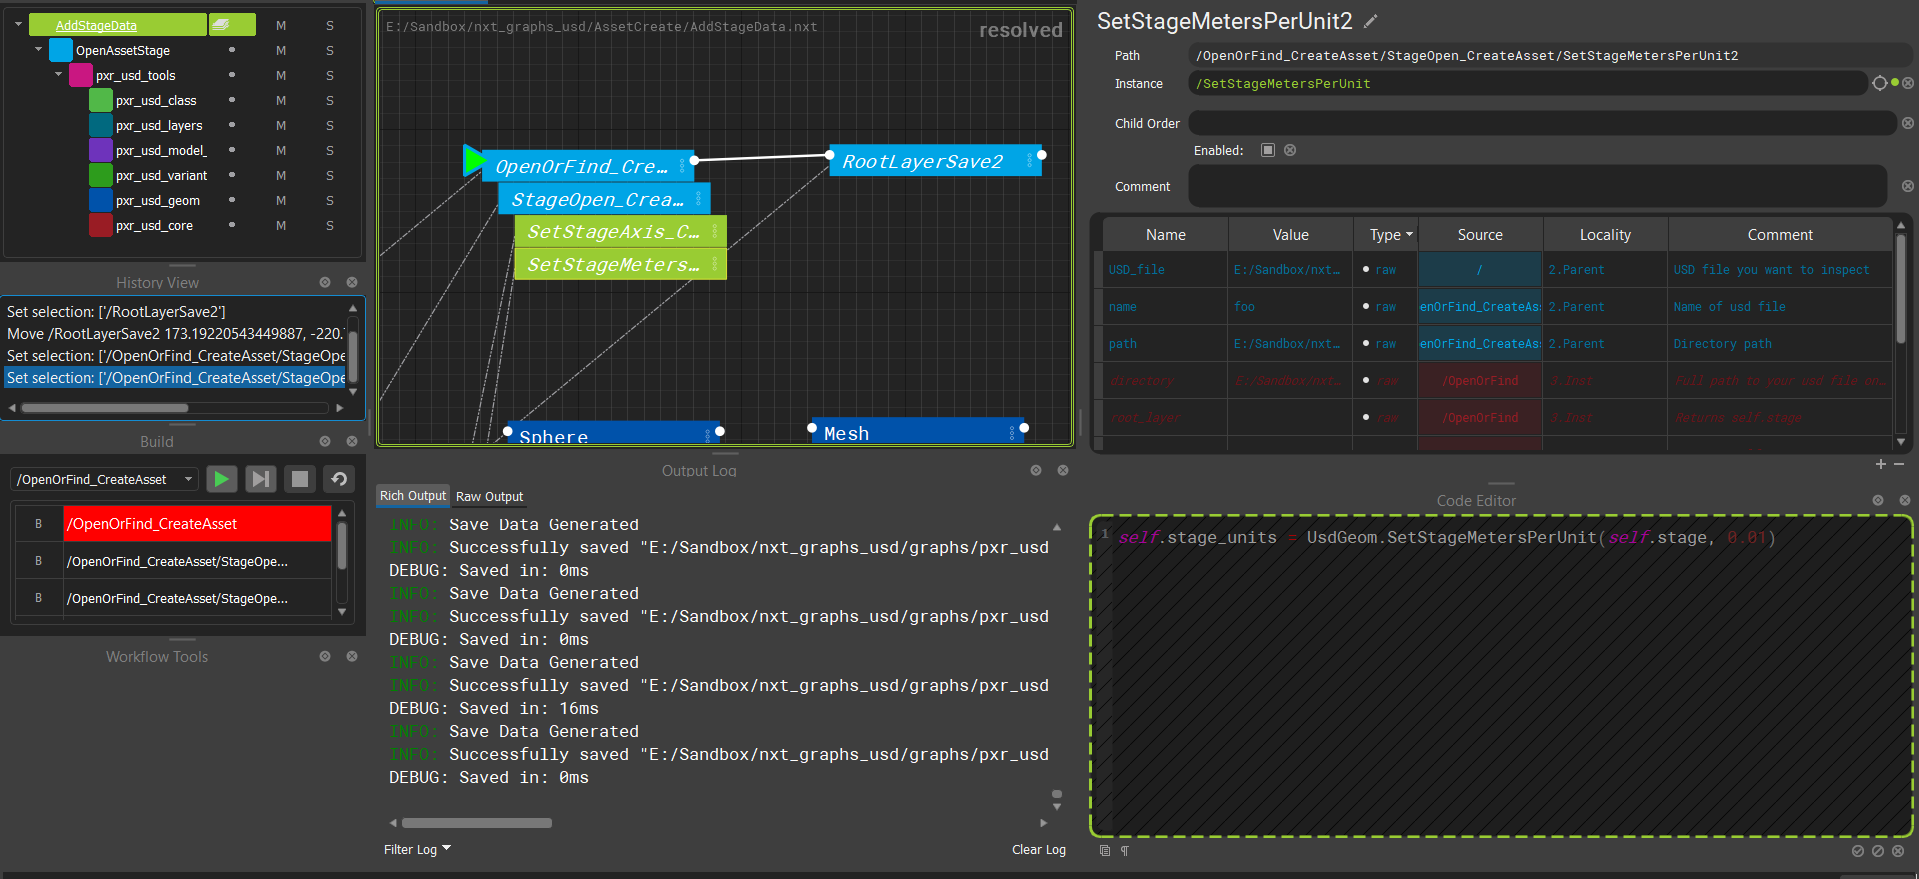 AddStageData M S
OpenAssetStage M S
pxr_usd_tools M S
pxr_usd_class M S
pxr_usd_layers M S
pxr_usd_model_ M S
pxr_usd_variant M S
pxr_usd_geom M S
pxr_usd_core M S
History View
Set selection: ['/RootLayerSave2']
Move /RootLayerSave2 173.19220543449887, -220.
Set selection: ['/OpenOrFind_CreateAsset/StageOpe
Set selection: ['/OpenOrFind_CreateAsset/StageOpe
Build
/OpenOrFind_CreateAsset
B /OpenOrFind_CreateAsset
B /OpenOrFind_CreateAsset/StageOpe...
B /OpenOrFind_CreateAsset/StageOpe...
Workflow Tools
E:/Sandbox/nxt_graphs_usd/AssetCreate/AddStageData.nxt
resolved
OpenOrFind_Cre...
RootLayerSave2
StageOpen_Crea...
SetStageAxis_C...
SetStageMeters...
Sphere
Mesh
Output Log
Rich Output Raw Output
INFO: Save Data Generated
INFO: Successfully saved "E:/Sandbox/nxt_graphs_usd/graphs/pxr_usd
DEBUG: Saved in: 0ms
INFO: Save Data Generated
INFO: Successfully saved "E:/Sandbox/nxt_graphs_usd/graphs/pxr_usd
DEBUG: Saved in: 0ms
INFO: Save Data Generated
INFO: Successfully saved "E:/Sandbox/nxt_graphs_usd/graphs/pxr_usd
DEBUG: Saved in: 16ms
INFO: Save Data Generated
INFO: Successfully saved "E:/Sandbox/nxt_graphs_usd/graphs/pxr_usd
DEBUG: Saved in: 0ms
Filter Log Clear Log
SetStageMetersPerUnit2
Path /OpenOrFind_CreateAsset/StageOpen_CreateAsset/SetStageMetersPerUnit2
Instance /SetStageMetersPerUnit
Child Order
Enabled:
Comment
Name Value Type Source Locality Comment
USD_file E:/Sandbox/nxt... raw / 2.Parent USD file you want to inspect
name foo raw enOrFind_CreateAs 2.Parent Name of usd file
path E:/Sandbox/nxt... raw enOrFind_CreateAs 2.Parent Directory path
directory E:/Sandbox/nxt... raw /OpenOrFind 3.Inst Full path to your usd file on...
root_layer raw /OpenOrFind 3.Inst Returns self.stage
Code Editor
1 self.stage_units = UsdGeom.SetStageMetersPerUnit(self.stage, 0.01)